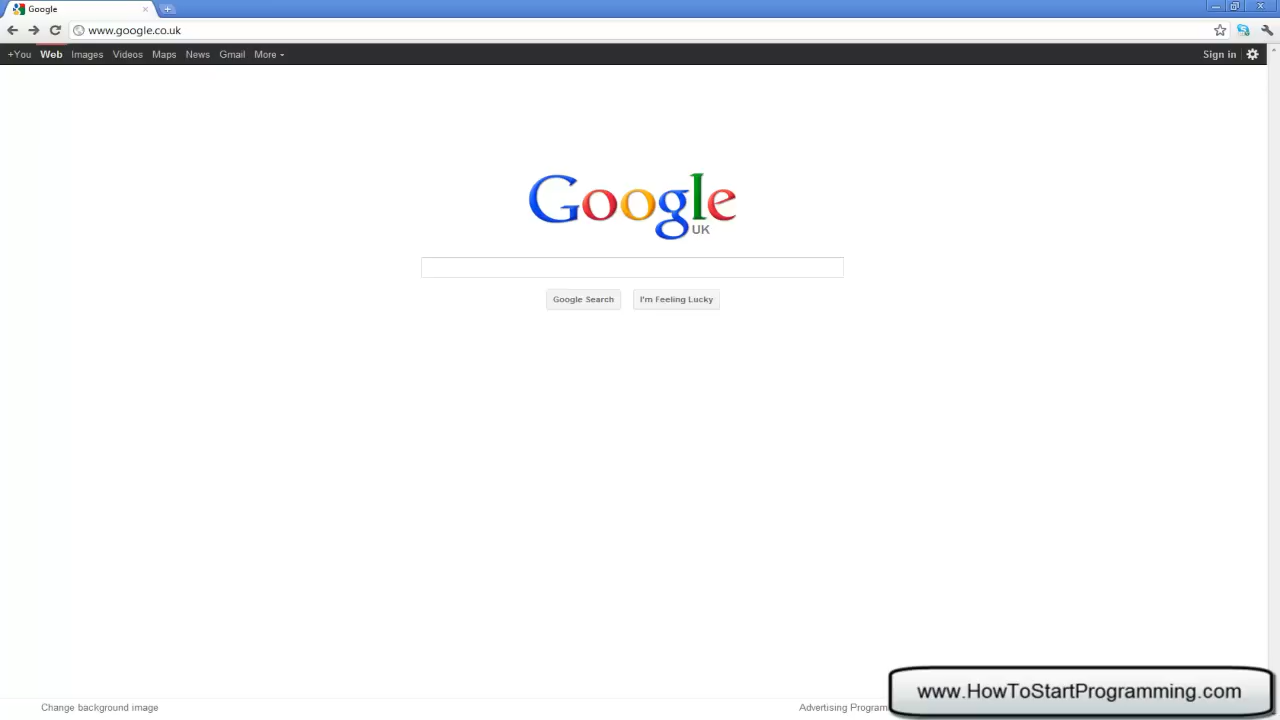 Google
www.google.co.uk
+You Web Images Videos Maps News Gmail More Sign in
Google
UK
Google Search I'm Feeling Lucky
Change background image Advertising Program
www.HowToStartProgramming.com